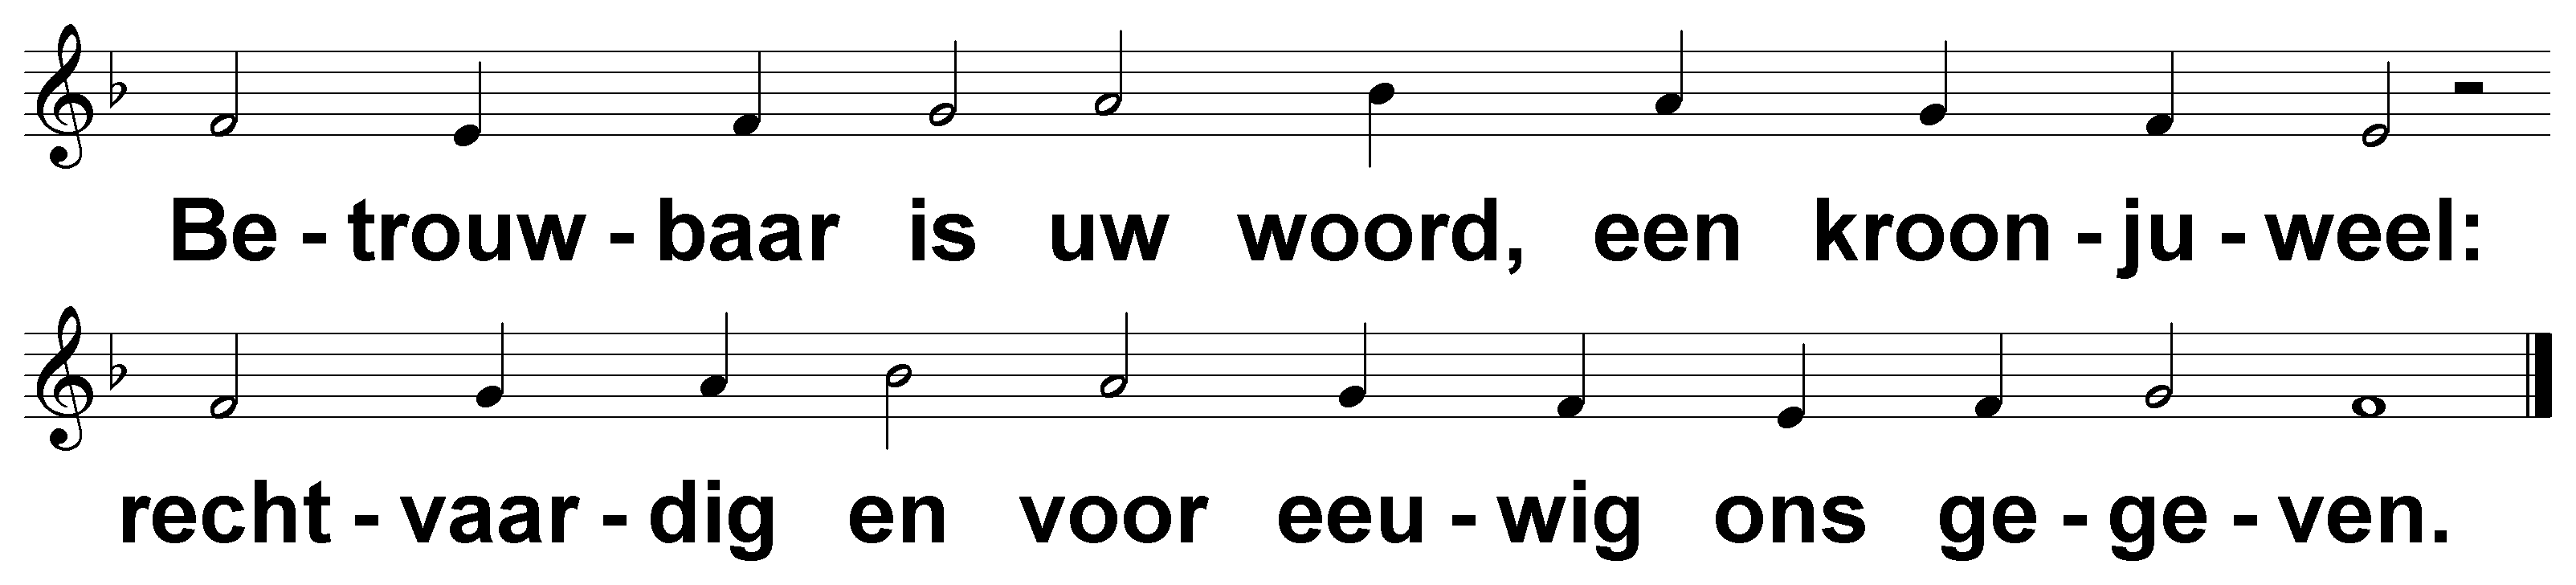 Be - trouw - baar is uw woord, een kroon - ju - weel:
recht - vaar - dig en voor eeu - wig ons ge - ge - ven.